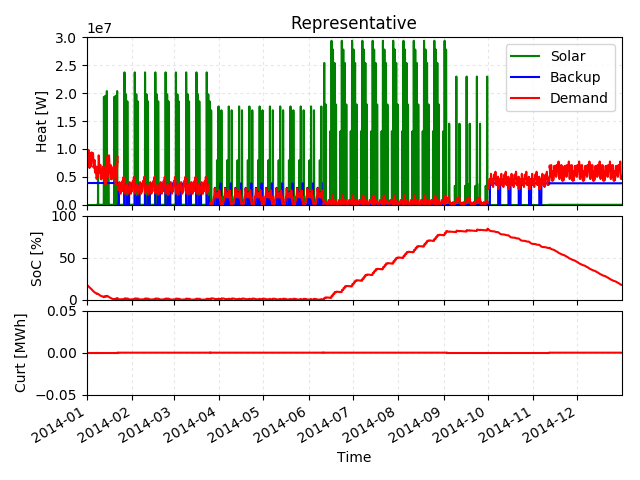 Representative
1e7
3.0
2.5
2.0
1.5
1.0
0.5
0.0
Heat [W]
Solar
Backup
Demand
100
50
0
SoC [%]
0.05
0.00
−0.05
Curt [MWh]
2014-01
2014-02
2014-03
2014-04
2014-05
2014-06
2014-07
2014-08
2014-09
2014-10
2014-11
2014-12
Time